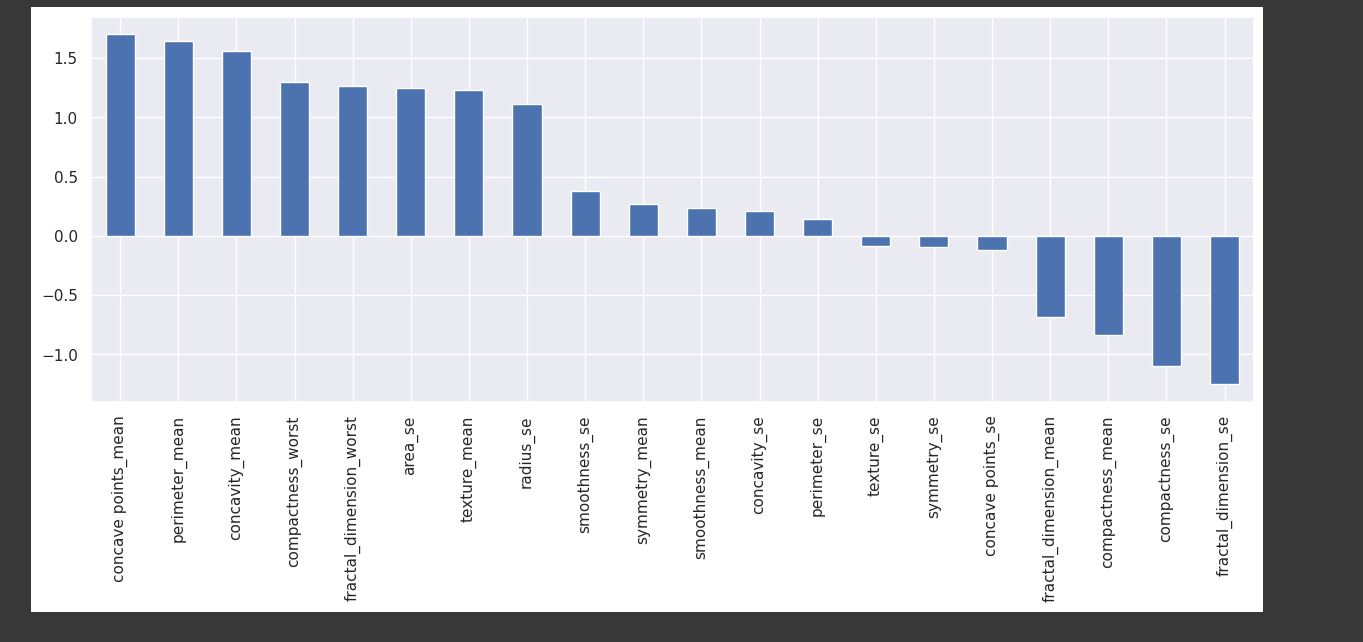 1.5
1.0
0.5
0.0
−0.5
−1.0
concave points_mean
perimeter_mean
concavity_mean
compactness_worst
fractal_dimension_worst
area_se
texture_mean
radius_se
smoothness_se
symmetry_mean
smoothness_mean
concavity_se
perimeter_se
texture_se
symmetry_se
concave points_se
fractal_dimension_mean
compactness_mean
compactness_se
fractal_dimension_se